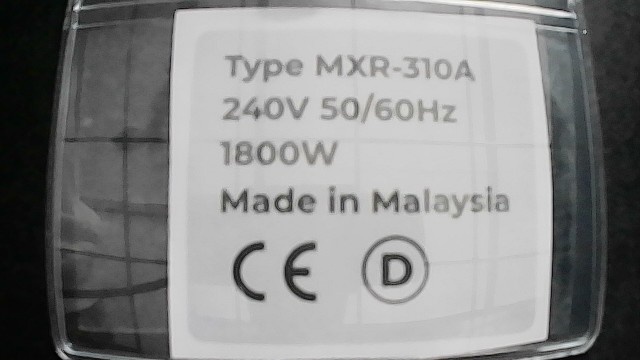 Type MXR-310A
240V 50/60Hz
1800W
Made in Malaysia
CE D